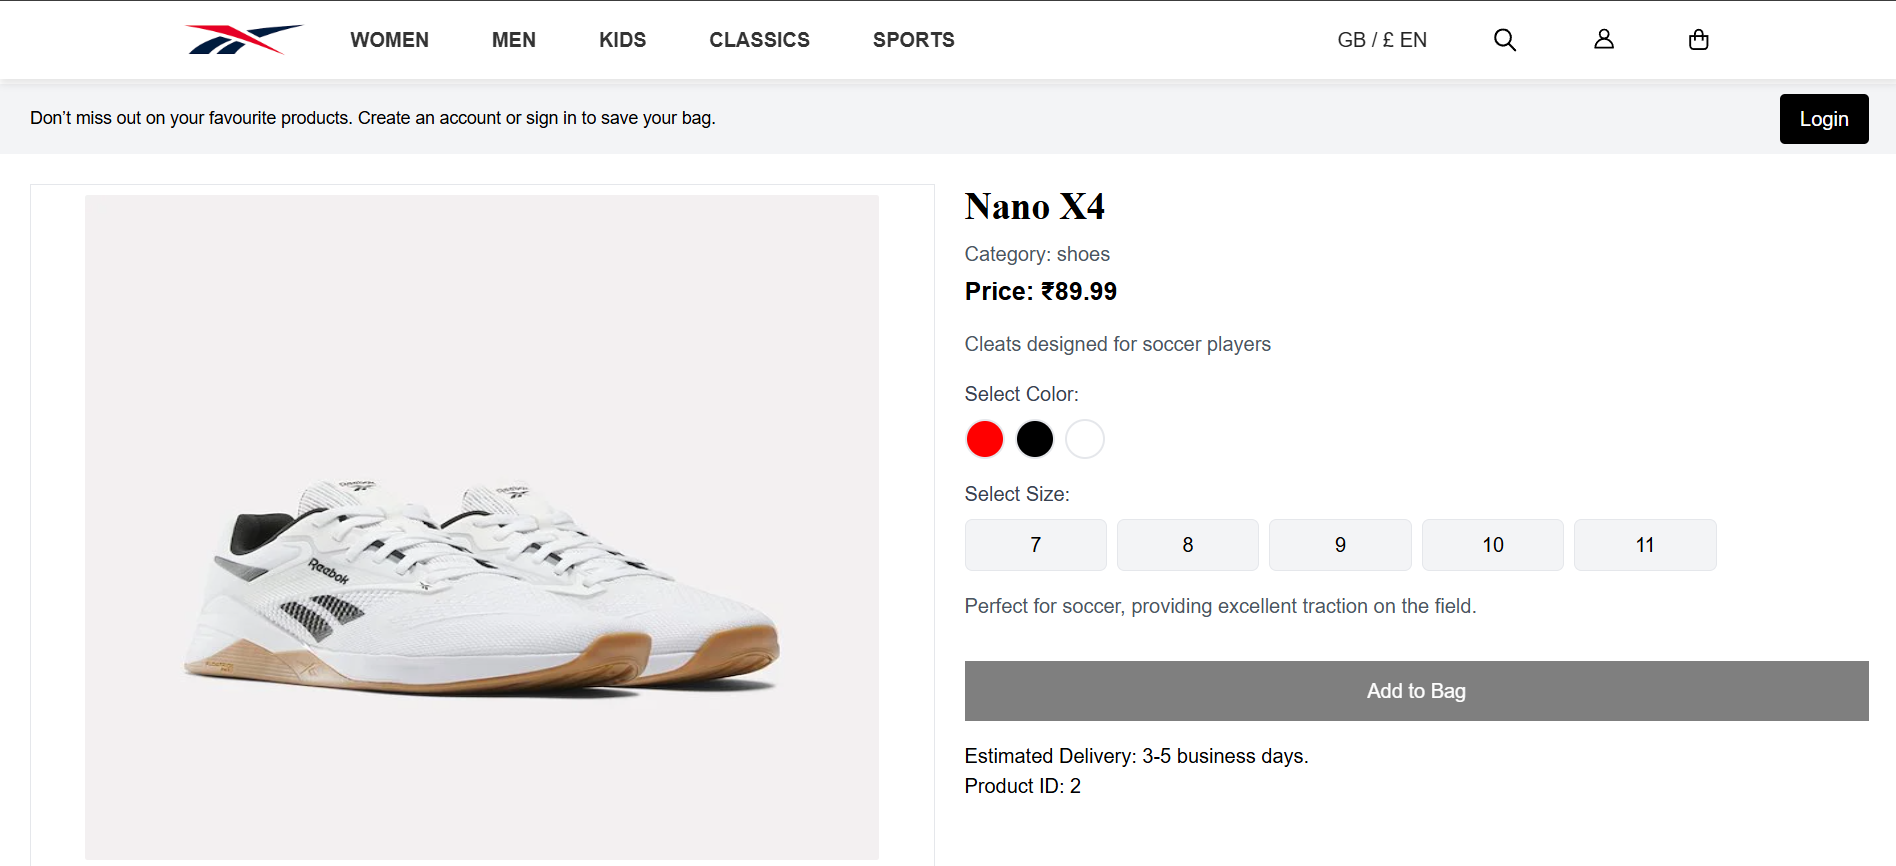 WOMEN MEN KIDS CLASSICS SPORTS GB / £ EN
Don’t miss out on your favourite products. Create an account or sign in to save your bag.
Login
Reebok
Nano X4
Category: shoes
Price: ₹89.99
Cleats designed for soccer players
Select Color:
Select Size:
7 8 9 10 11
Perfect for soccer, providing excellent traction on the field.
Add to Bag
Estimated Delivery: 3-5 business days.
Product ID: 2